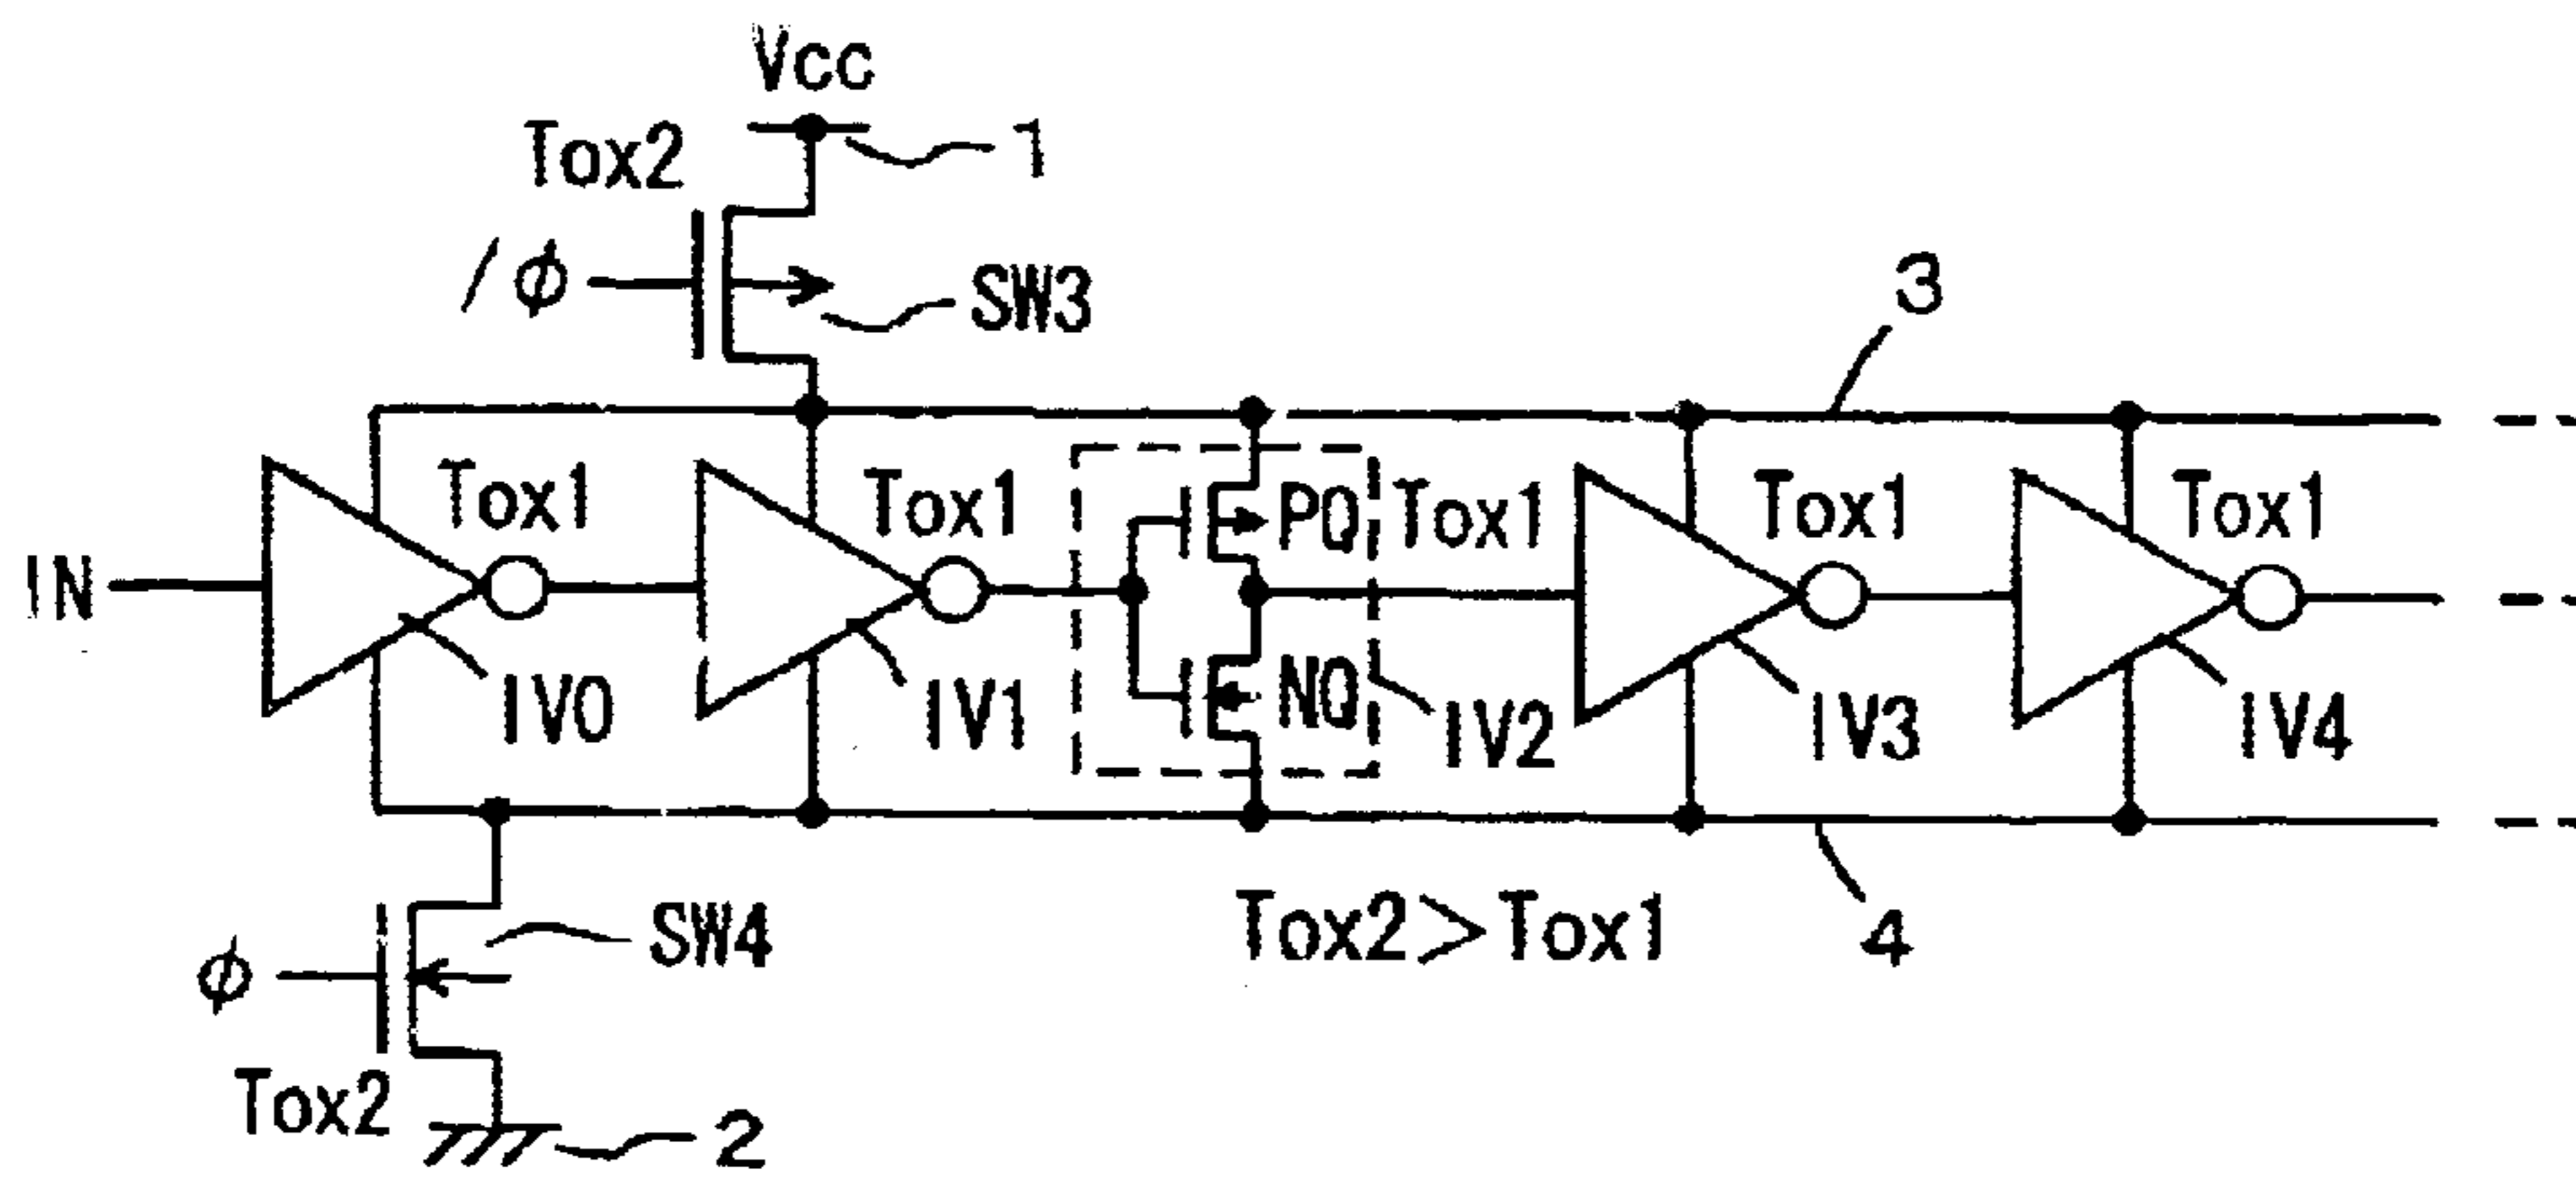 Vcc
Tox2
1
/φ
SW3
3
Tox1
Tox1
PQ
Tox1
Tox1
Tox1
IN
IV0
IV1
NQ
IV2
IV3
IV4
φ
SW4
Tox2>Tox1
4
Tox2
2